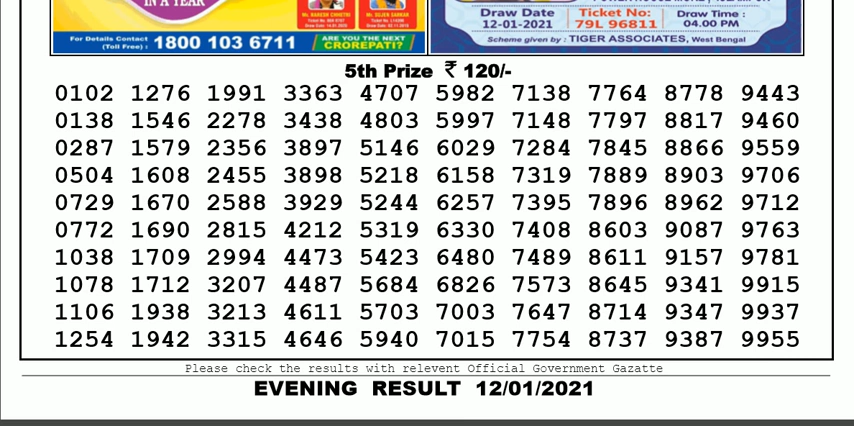 IN A YEAR
For Details Contact
(Toll Free) : 1800 103 6711
ARE YOU THE NEXT
CROREPATI?
Draw Date
12-01-2021
Ticket No:
79L 96811
Draw Time :
04.00 PM
Scheme given by : TIGER ASSOCIATES, West Bengal
5th Prize ₹ 120/-
0102 1276 1991 3363 4707 5982 7138 7764 8778 9443
0138 1546 2278 3438 4803 5997 7148 7797 8817 9460
0287 1579 2356 3897 5146 6029 7284 7845 8866 9559
0504 1608 2455 3898 5218 6158 7319 7889 8903 9706
0729 1670 2588 3929 5244 6257 7395 7896 8962 9712
0772 1690 2815 4212 5319 6330 7408 8603 9087 9763
1038 1709 2994 4473 5423 6480 7489 8611 9157 9781
1078 1712 3207 4487 5684 6826 7573 8645 9341 9915
1106 1938 3213 4611 5703 7003 7647 8714 9347 9937
1254 1942 3315 4646 5940 7015 7754 8737 9387 9955
Please check the results with relevent Official Government Gazatte
EVENING RESULT 12/01/2021